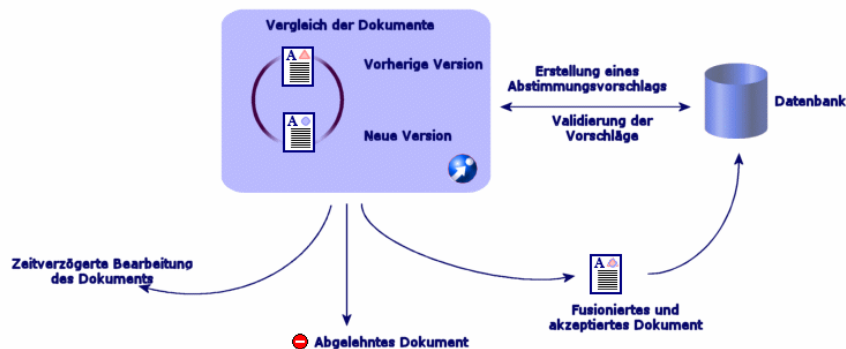 Vergleich der Dokumente
Vorherige Version
Neue Version
Erstellung eines
Abstimmungsvorschlags
Validierung der
Vorschläge
Datenbank
Zeitverzögerte Bearbeitung
des Dokuments
Abgelehntes Dokument
Fusioniertes und
akzeptiertes Dokument
A
A
A